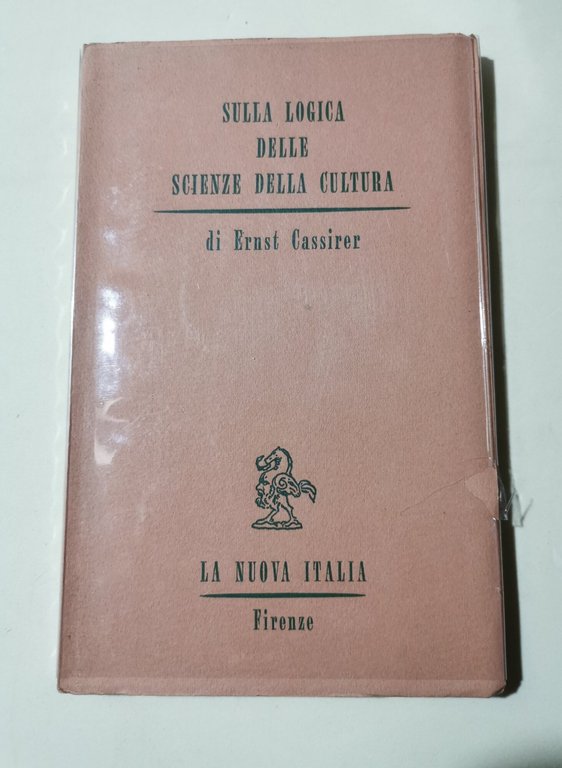 SULLA LOGICA
DELLE
SCIENZE DELLA CULTURA
di Ernst Cassirer
LA NUOVA ITALIA
Firenze